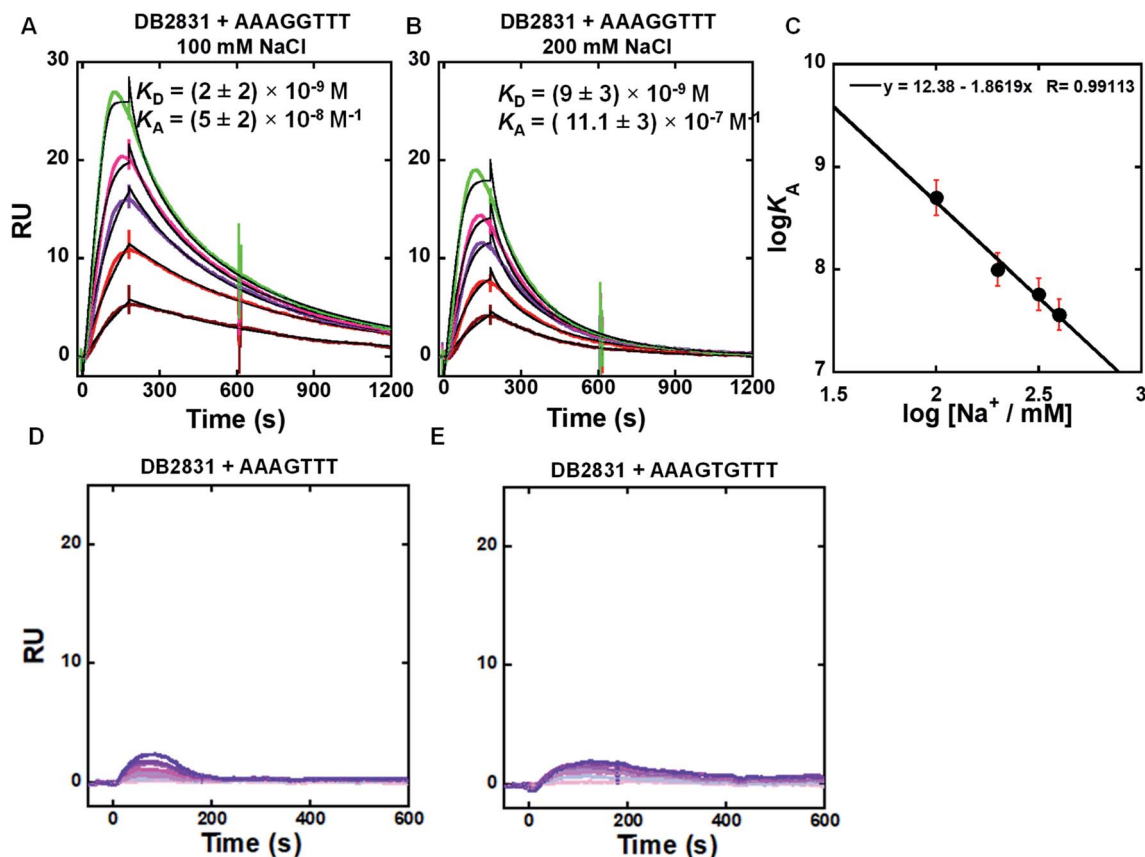 A
DB2831 + AAAGGTTT
100 mM NaCl
30
20
10
0
RU
K_D = (2 ± 2) × 10⁻⁹ M
K_A = (5 ± 2) × 10⁻⁸ M⁻¹
0 300 600 900 1200
Time (s)
B
DB2831 + AAAGGTTT
200 mM NaCl
K_D = (9 ± 3) × 10⁻⁹ M
K_A = ( 11.1 ± 3) × 10⁻⁷ M⁻¹
0 300 600 900 1200
Time (s)
C
10
9
8
7
logK_A
y = 12.38 - 1.8619x R= 0.99113
1.5 2 2.5 3
log [Na⁺ / mM]
D
DB2831 + AAAGTTT
20
10
0
RU
0 200 400 600
Time (s)
E
DB2831 + AAAGTGTTT
20
10
0
0 200 400 600
Time (s)